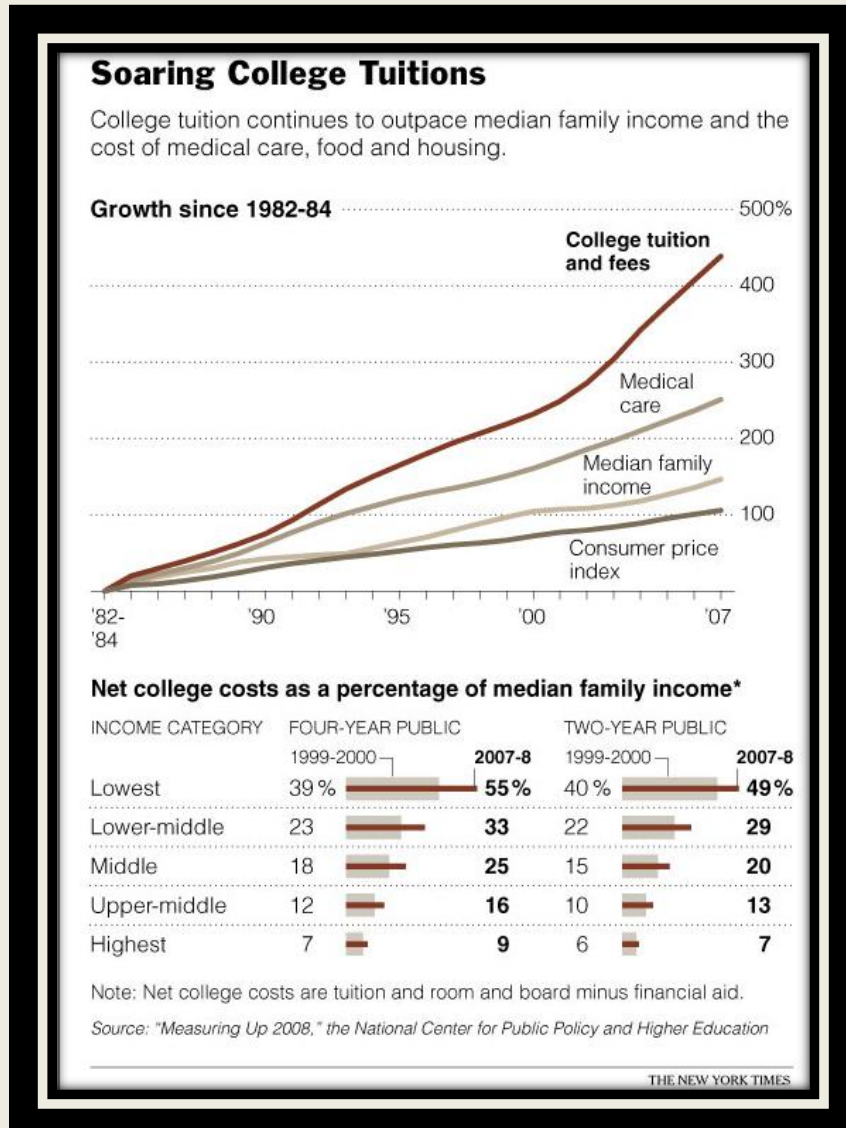 Soaring College Tuitions
College tuition continues to outpace median family income and the
cost of medical care, food and housing.
Growth since 1982-84
500%
College tuition
and fees
400
300
Medical
care
200
Median family
income
100
Consumer price
index
'82-
'84
'90
'95
'00
'07
Net college costs as a percentage of median family income*
INCOME CATEGORY FOUR-YEAR PUBLIC TWO-YEAR PUBLIC
1999-2000 2007-8 1999-2000 2007-8
Lowest 39% 55% 40% 49%
Lower-middle 23 33 22 29
Middle 18 25 15 20
Upper-middle 12 16 10 13
Highest 7 9 6 7
Note: Net college costs are tuition and room and board minus financial aid.
Source: "Measuring Up 2008," the National Center for Public Policy and Higher Education
THE NEW YORK TIMES